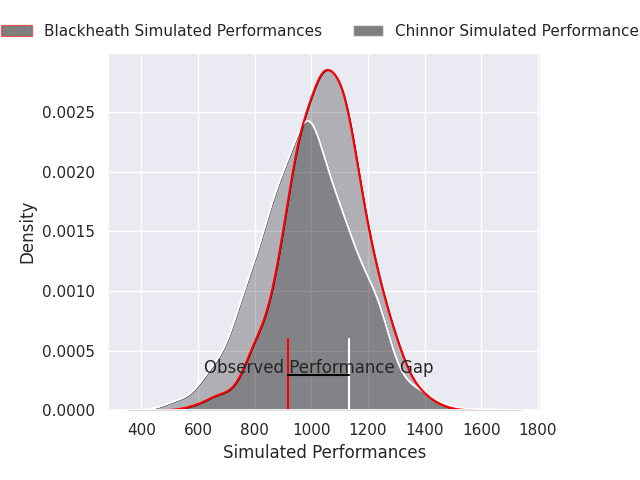 Blackheath Simulated Performances
Chinnor Simulated Performance
0.0025
0.0020
0.0015
0.0010
0.0005
0.0000
Density
Observed Performance Gap
400 600 800 1000 1200 1400 1600 1800
Simulated Performances